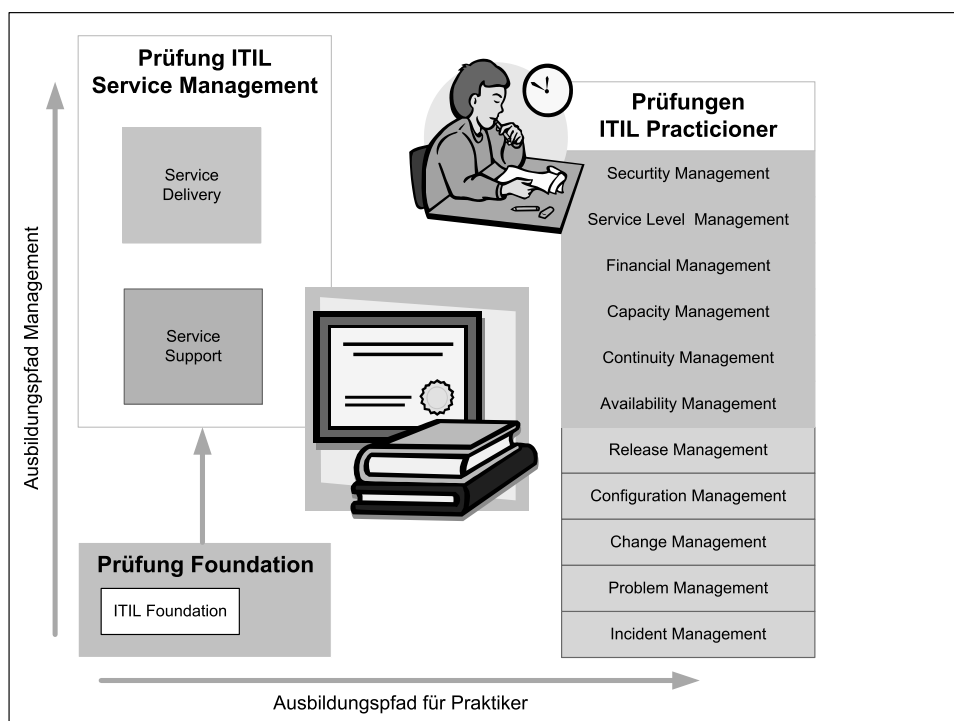 Prüfung ITIL
Service Management
Service
Delivery
Service
Support
Prüfung Foundation
ITIL Foundation
Ausbildungspfad Management
Ausbildungspfad für Praktiker
Prüfungen
ITIL Practicioner
Securtity Management
Service Level Management
Financial Management
Capacity Management
Continuity Management
Availability Management
Release Management
Configuration Management
Change Management
Problem Management
Incident Management